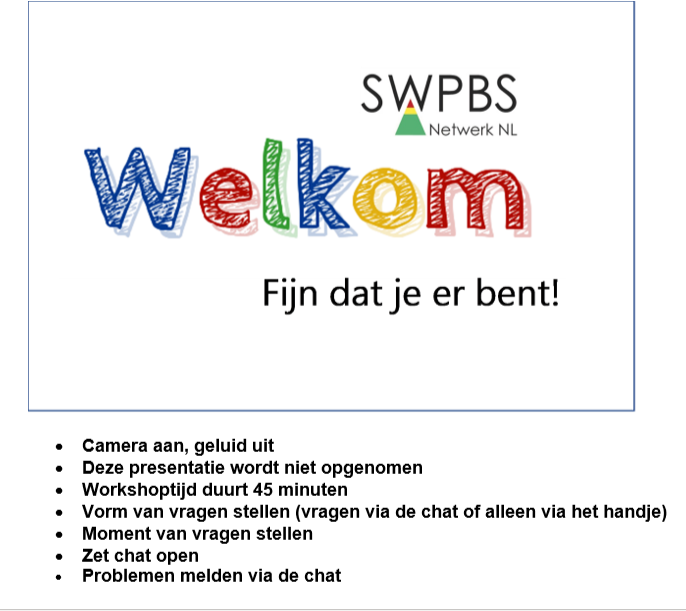 SWPBS
Netwerk NL
Welkom
Fijn dat je er bent!
• Camera aan, geluid uit
• Deze presentatie wordt niet opgenomen
• Workshoptijd duurt 45 minuten
• Vorm van vragen stellen (vragen via de chat of alleen via het handje)
• Moment van vragen stellen
• Zet chat open
• Problemen melden via de chat